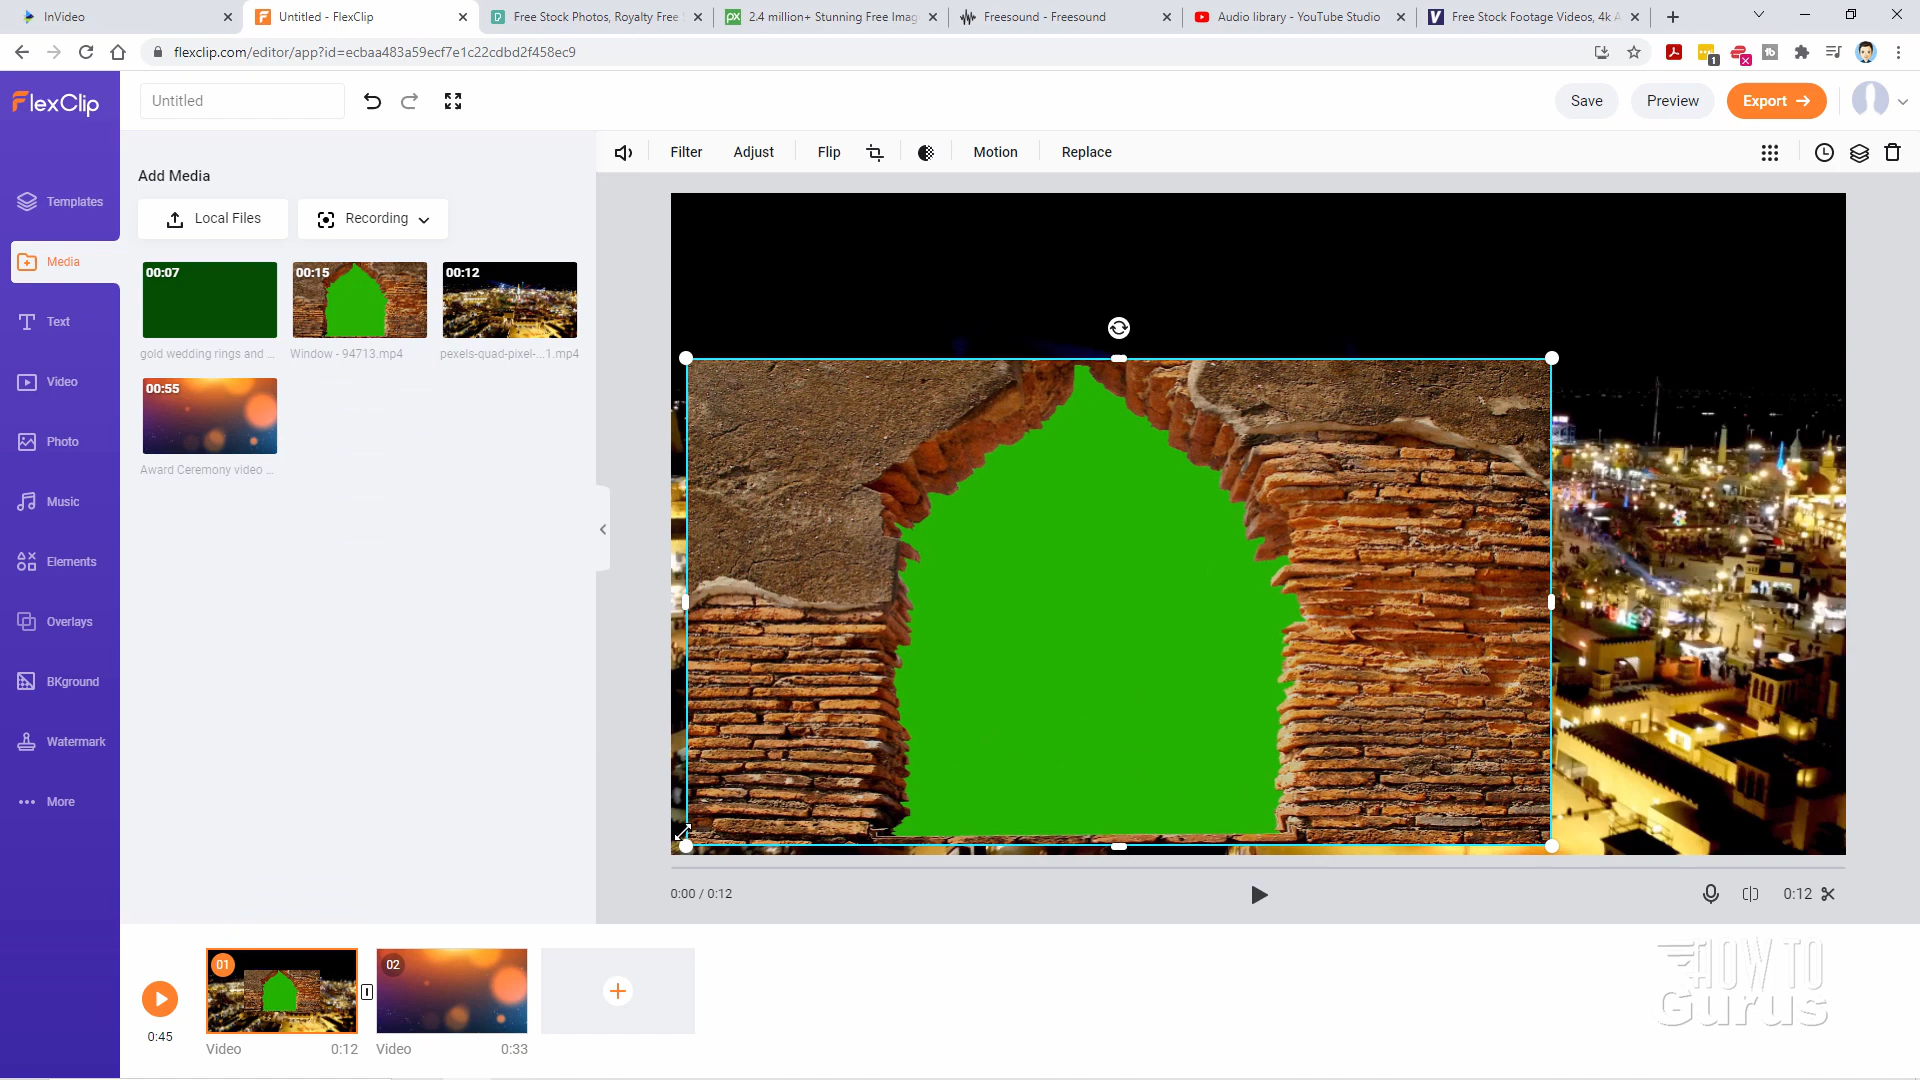 InVideo
Untitled - FlexClip
Free Stock Photos, Royalty Free
2.4 million+ Stunning Free Imag
Freesound - Freesound
Audio library - YouTube Studio
Free Stock Footage Videos, 4k A
flexclip.com/editor/app?id=ecbaa483a59ecf7e1c22cdbd2f458ec9
1
FlexClip
Untitled
Save
Preview
Export
Filter
Adjust
Flip
Motion
Replace
Templates
Media
Text
Video
Photo
Music
Elements
Overlays
BKground
Watermark
More
Add Media
Local Files
Recording
00:07
00:15
00:12
gold wedding rings and ...
Window - 94713.mp4
pexels-quad-pixel-...1.mp4
00:55
Award Ceremony video ...
0:00 / 0:12
0:12
0:45
01
Video
0:12
02
Video
0:33
HOW TO
Gurus